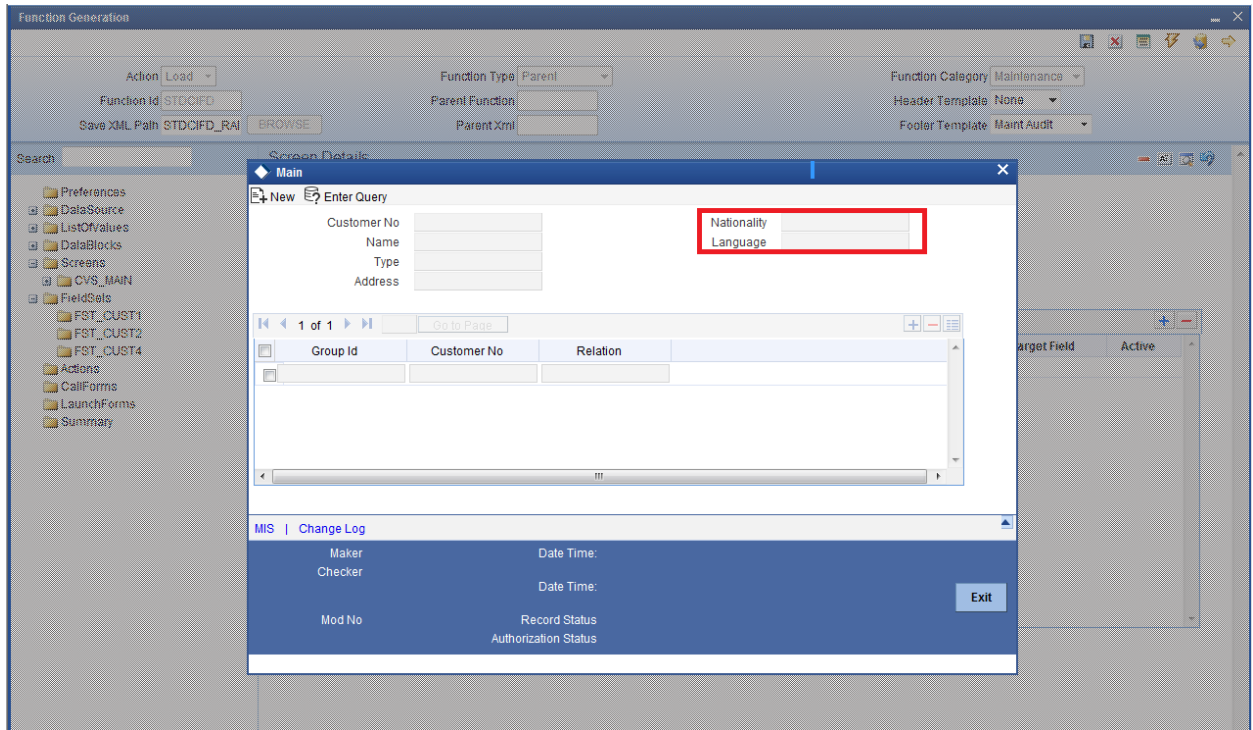 Function Generation
Action Load Function Type Parent Function Category Maintenance
Function Id STDCIFD Parent Function Header Template None
Save XML Path STDCIFD_RAI BROWSE Parent Xml Footer Template Maint Audit
Search Screen Details
Preferences
DataSource
ListOfValues
DataBlocks
Screens
CVS_MAIN
FieldSets
FST_CUST1
FST_CUST2
FST_CUST4
Actions
CallForms
LaunchForms
Summary
Main
New Enter Query
Customer No Nationality
Name Language
Type
Address
1 of 1 Go to Page
Group Id Customer No Relation
arget Field Active
MIS | Change Log
Maker Date Time:
Checker
Date Time:
Exit
Mod No Record Status
Authorization Status